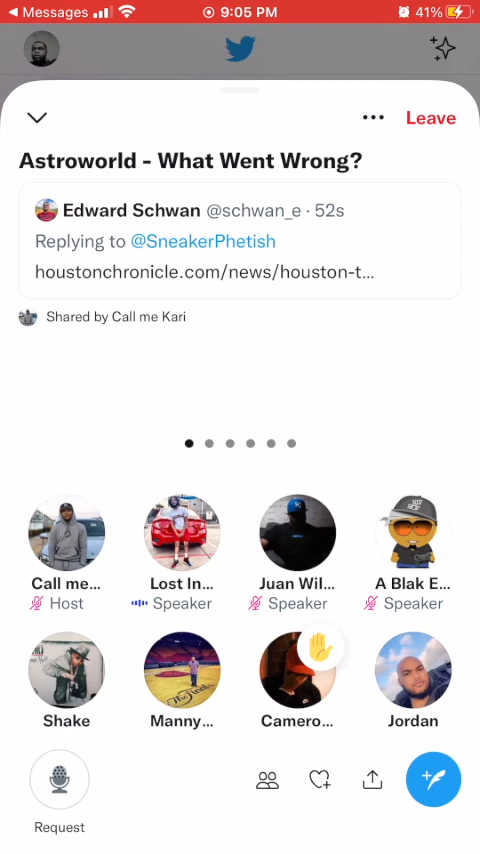 Messages
9:05 PM
41%
Leave
Astroworld - What Went Wrong?
Edward Schwan @schwan_e · 52s
Replying to @SneakerPhetish
houstonchronicle.com/news/houston-t...
Shared by Call me Kari
Call me...
Lost In...
Juan Wil...
A Blak E...
Host
Speaker
Speaker
Speaker
Shake
Manny...
Camero...
Jordan
Request